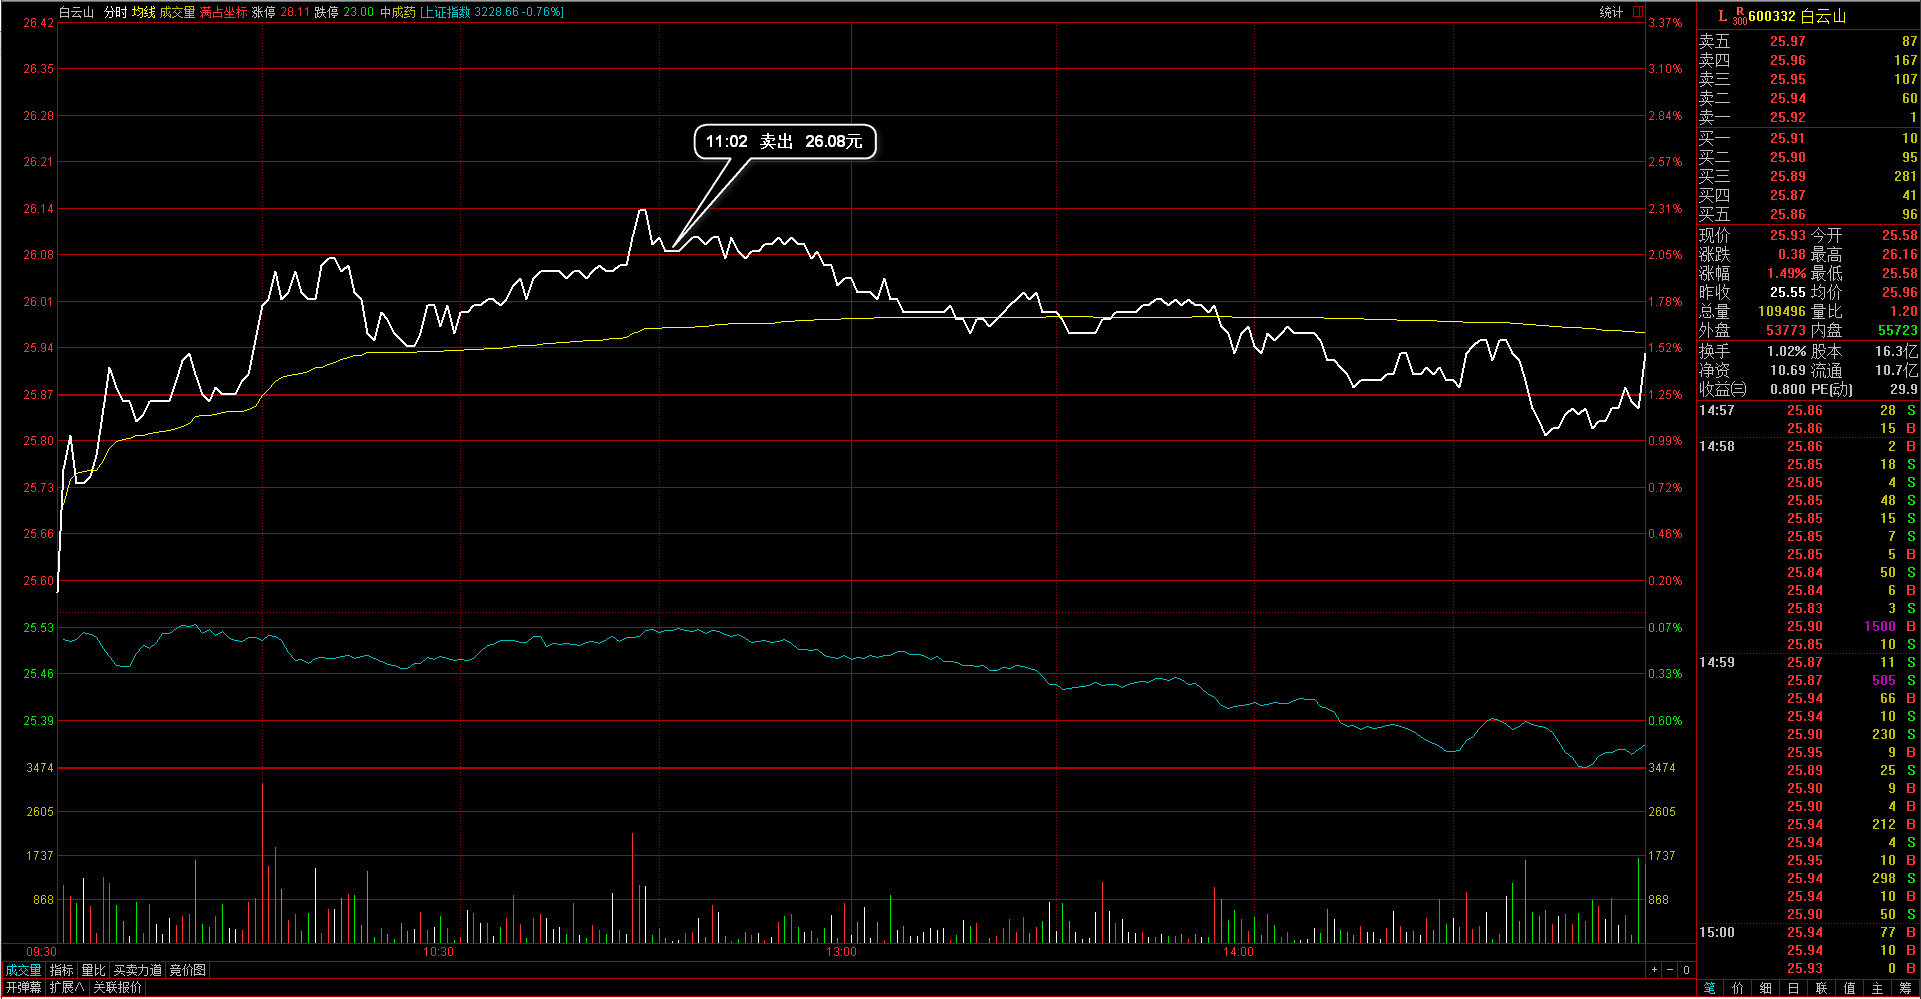 白云山 分时 均线 成交量 满占坐标 涨停 28.11 跌停 23.00 中成药 [上证指数 3228.66 -0.76%]
统计
26.42 3.37%
26.35 3.10%
26.28 2.84%
26.21 2.57%
26.14 2.31%
26.08 2.05%
26.01 1.78%
25.94 1.52%
25.87 1.25%
25.80 0.99%
25.73 0.72%
25.66 0.46%
25.60 0.20%
25.53 0.07%
25.46 0.33%
25.39 0.60%
3474 3474
2605 2605
1737 1737
868 868
11:02 卖出 26.08元
09:30 10:30 13:00 14:00
成交量 指标 量比 买卖力道 竞价图
+ - 0
开弹幕 扩展∧ 关联报价
L R 300 600332 白云山
卖五 25.97 87
卖四 25.96 167
卖三 25.95 107
卖二 25.94 60
卖一 25.92 1
买一 25.91 10
买二 25.90 95
买三 25.89 281
买四 25.87 41
买五 25.86 96
现价 25.93 今开 25.58
涨跌 0.38 最高 26.16
涨幅 1.49% 最低 25.58
昨收 25.55 均价 25.96
总量 109496 量比 1.20
外盘 53773 内盘 55723
换手 1.02% 股本 16.3亿
净资 10.69 流通 10.7亿
收益㈢ 0.800 PE(动) 29.9
14:57 25.86 28 S
25.86 15 B
14:58 25.86 2 B
25.85 18 S
25.85 4 S
25.85 48 S
25.85 15 S
25.85 7 S
25.85 5 B
25.84 50 S
25.84 6 B
25.83 3 S
25.90 1500 B
25.85 10 S
14:59 25.87 11 S
25.87 505 S
25.94 66 B
25.94 10 S
25.90 230 S
25.95 9 B
25.89 25 S
25.90 9 B
25.90 4 B
25.94 212 B
25.94 4 S
25.95 10 B
25.94 298 S
25.94 10 B
25.90 50 S
15:00 25.94 77 B
25.94 10 B
25.93 0 B
笔 价 细 日 联 值 主 筹